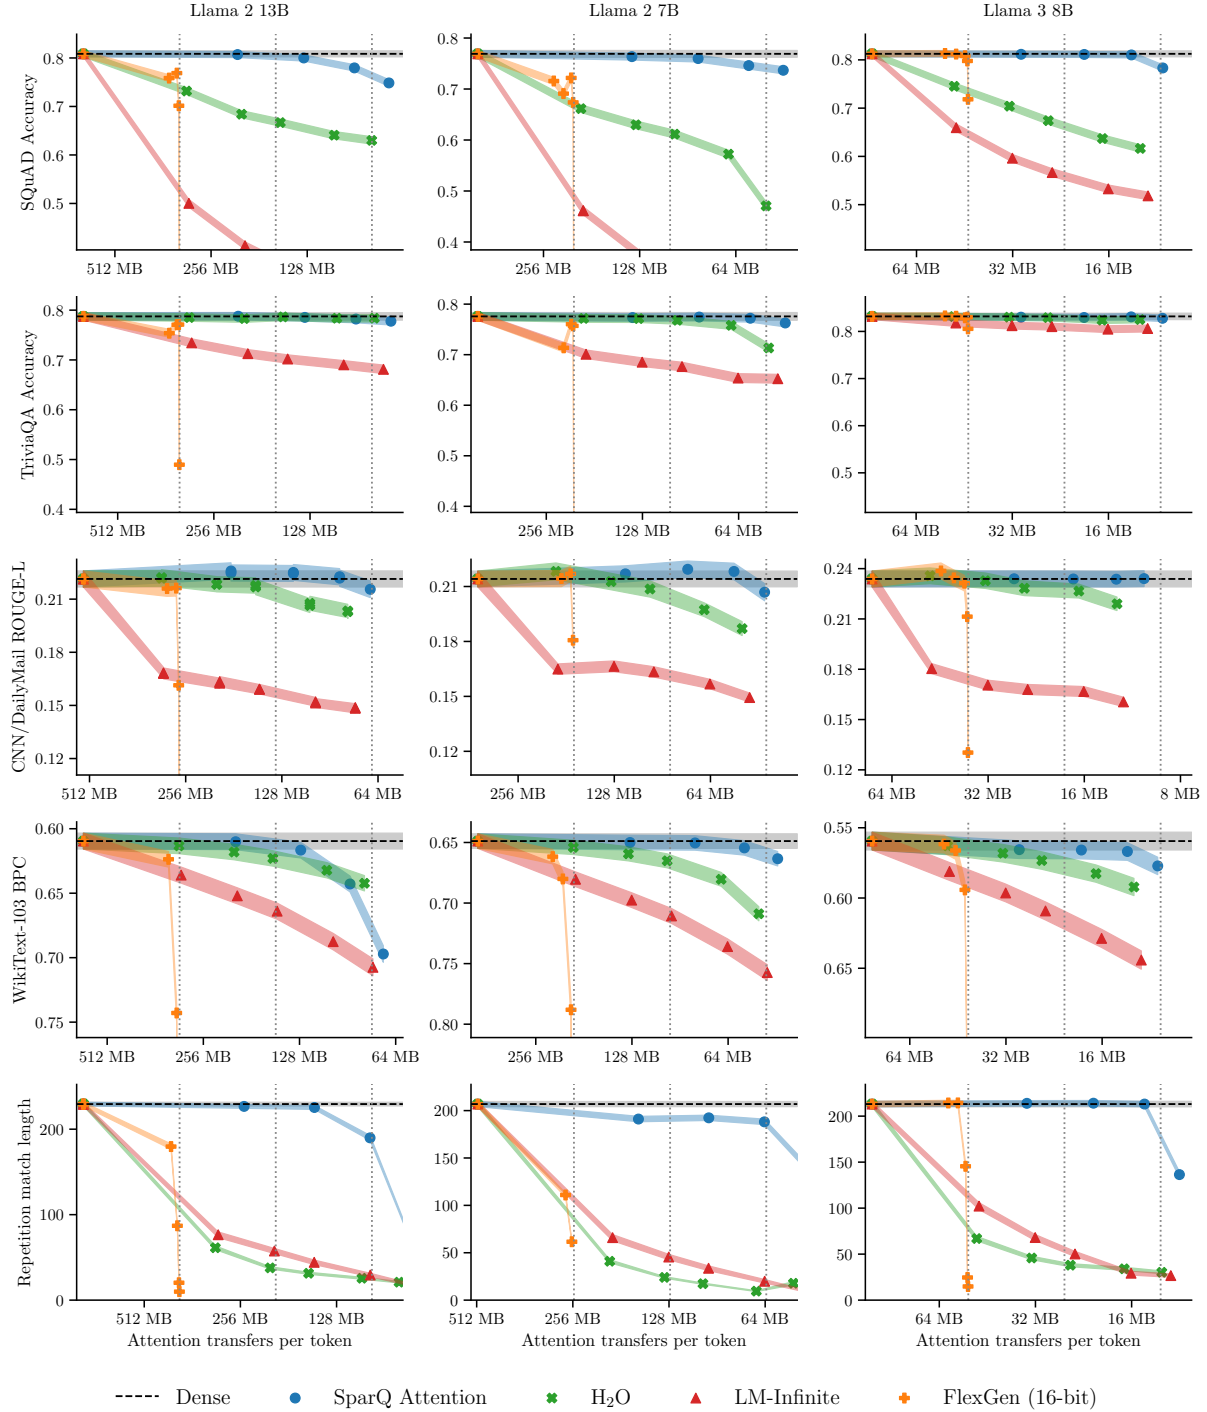 Llama 2 13B
Llama 2 7B
Llama 3 8B
SQuAD Accuracy
0.8
0.7
0.6
0.5
512 MB
256 MB
128 MB
0.8
0.7
0.6
0.5
0.4
256 MB
128 MB
64 MB
0.8
0.7
0.6
0.5
64 MB
32 MB
16 MB
TriviaQA Accuracy
0.8
0.7
0.6
0.5
0.4
512 MB
256 MB
128 MB
0.8
0.7
0.6
0.5
0.4
256 MB
128 MB
64 MB
0.8
0.7
0.6
0.5
64 MB
32 MB
16 MB
CNN/DailyMail ROUGE-L
0.21
0.18
0.15
0.12
512 MB
256 MB
128 MB
64 MB
0.21
0.18
0.15
0.12
256 MB
128 MB
64 MB
0.24
0.21
0.18
0.15
0.12
64 MB
32 MB
16 MB
8 MB
WikiText-103 BPC
0.60
0.65
0.70
0.75
512 MB
256 MB
128 MB
64 MB
0.65
0.70
0.75
0.80
256 MB
128 MB
64 MB
0.55
0.60
0.65
64 MB
32 MB
16 MB
Repetition match length
200
100
0
512 MB
256 MB
128 MB
Attention transfers per token
200
150
100
50
0
512 MB
256 MB
128 MB
64 MB
Attention transfers per token
200
150
100
50
0
64 MB
32 MB
16 MB
Attention transfers per token
Dense
SparQ Attention
H₂O
LM-Infinite
FlexGen (16-bit)